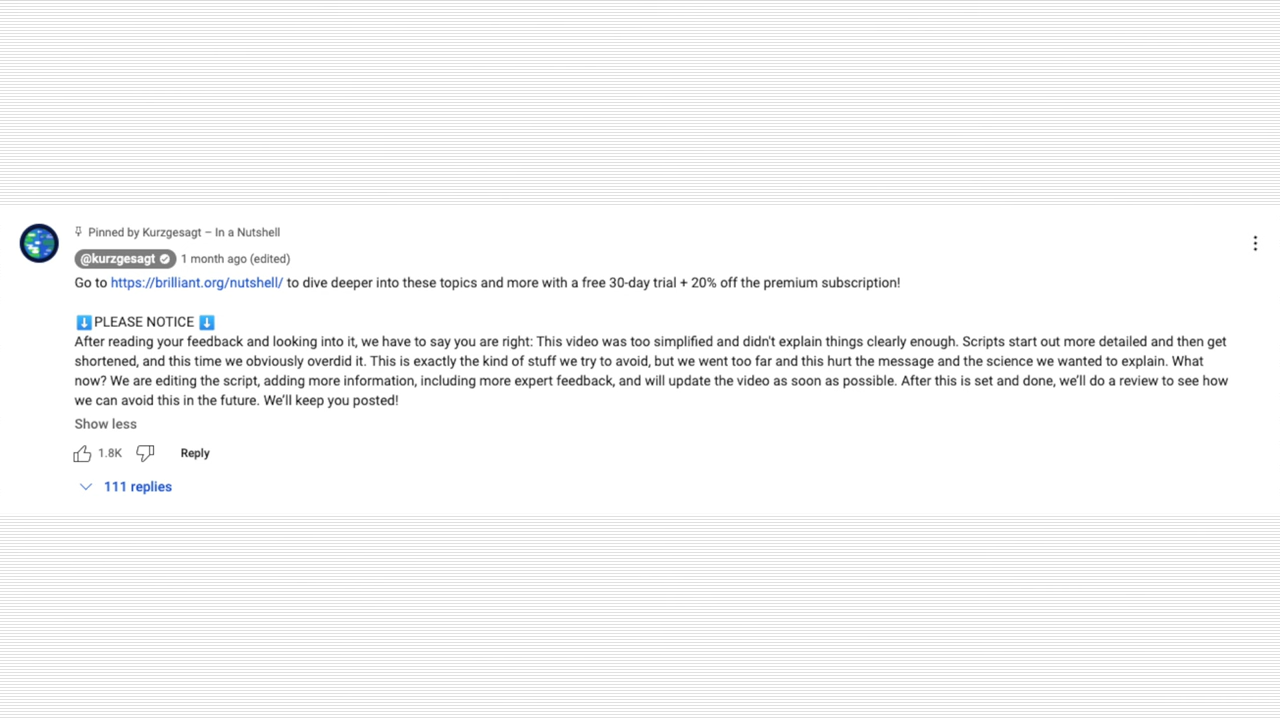 Pinned by Kurzgesagt – In a Nutshell
@kurzgesagt 1 month ago (edited)
Go to https://brilliant.org/nutshell/ to dive deeper into these topics and more with a free 30-day trial + 20% off the premium subscription!
⬇️PLEASE NOTICE ⬇️
After reading your feedback and looking into it, we have to say you are right: This video was too simplified and didn't explain things clearly enough. Scripts start out more detailed and then get
shortened, and this time we obviously overdid it. This is exactly the kind of stuff we try to avoid, but we went too far and this hurt the message and the science we wanted to explain. What
now? We are editing the script, adding more information, including more expert feedback, and will update the video as soon as possible. After this is set and done, we’ll do a review to see how
we can avoid this in the future. We’ll keep you posted!
Show less
1.8K Reply
111 replies